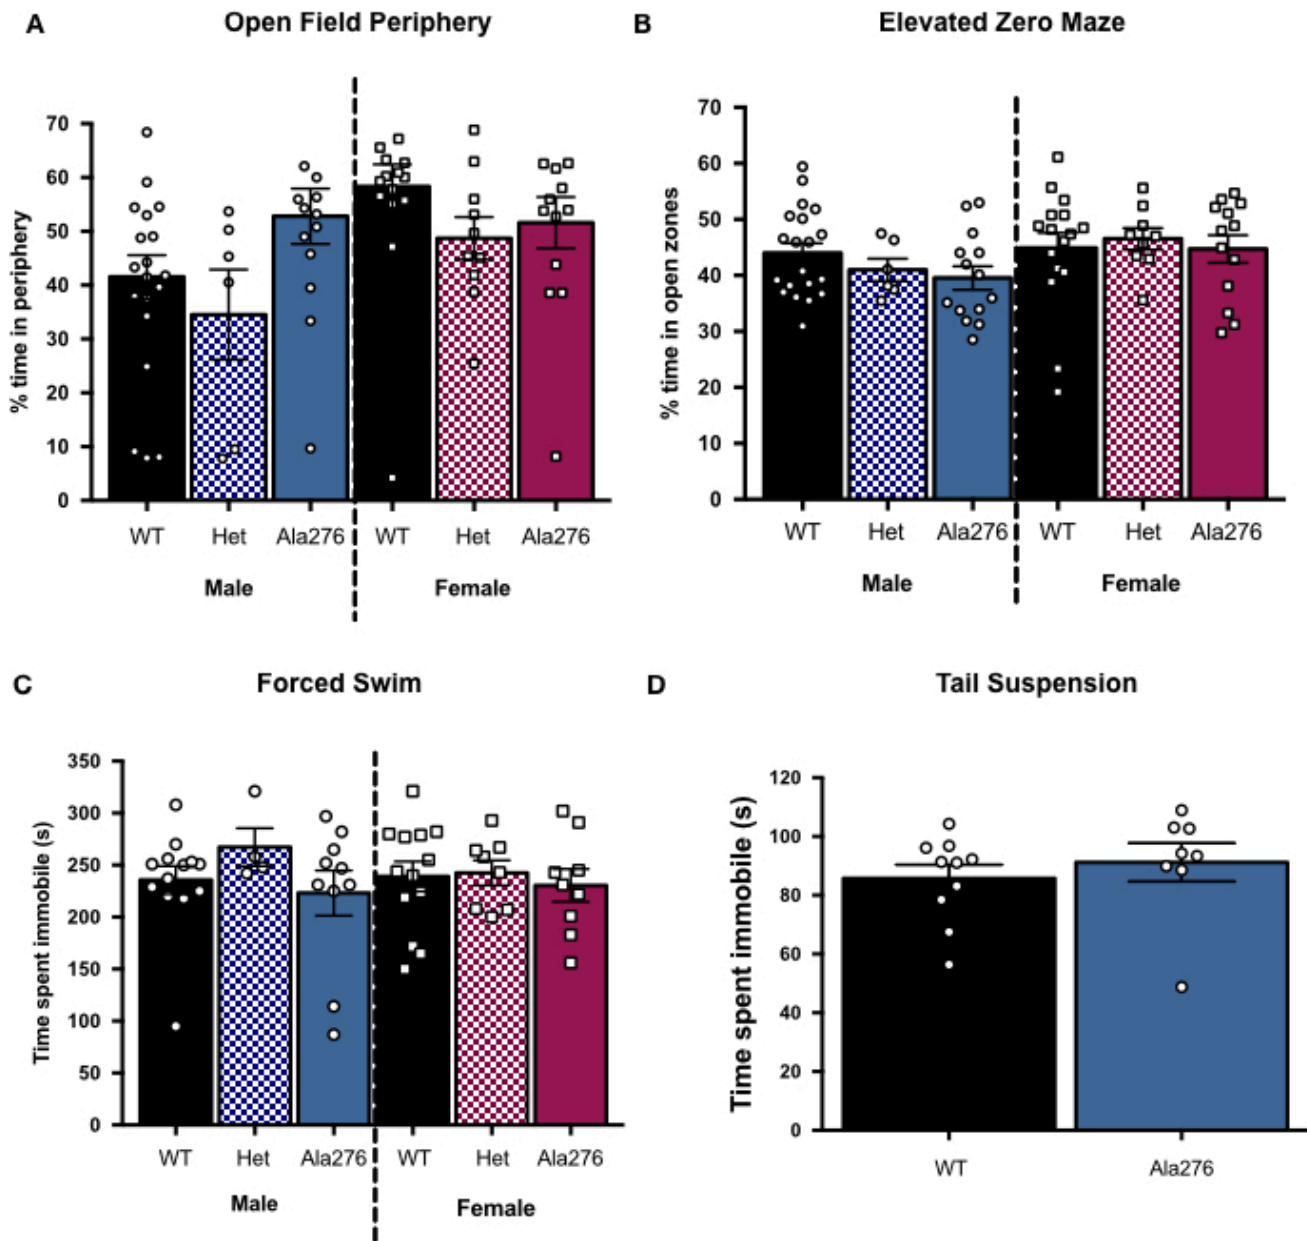 A
Open Field Periphery
% time in periphery
70
60
50
40
30
20
10
0
WT Het Ala276 WT Het Ala276
Male Female
B
Elevated Zero Maze
% time in open zones
70
60
50
40
30
20
10
0
WT Het Ala276 WT Het Ala276
Male Female
C
Forced Swim
Time spent immobile (s)
350
300
250
200
150
100
50
0
WT Het Ala276 WT Het Ala276
Male Female
D
Tail Suspension
Time spent immobile (s)
120
100
80
60
40
20
0
WT Ala276